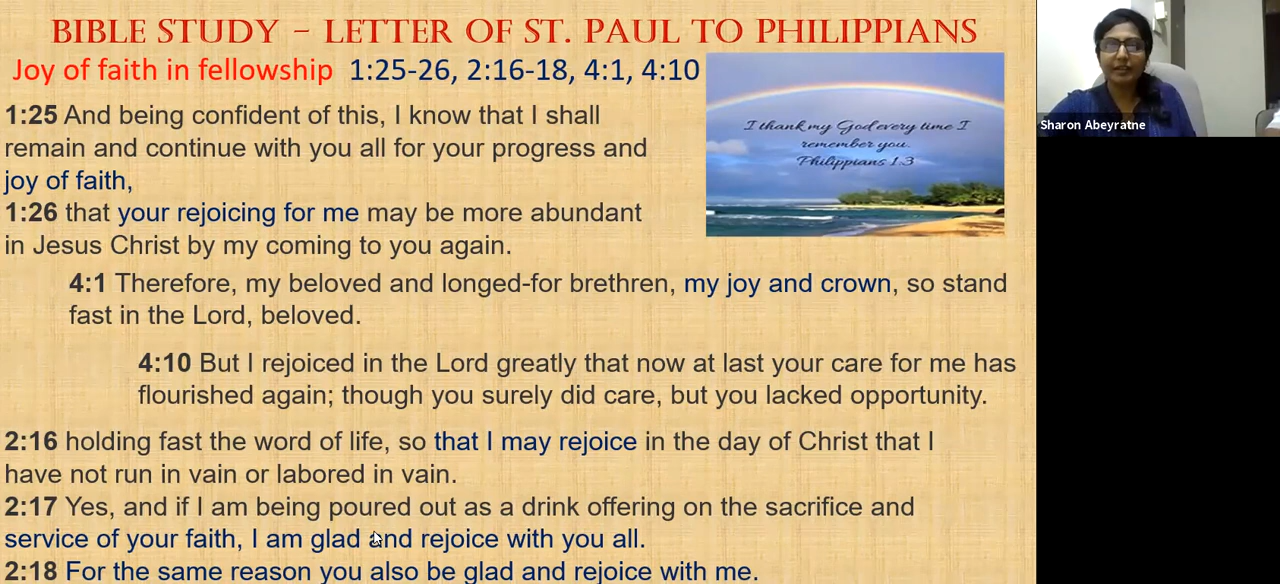 BIBLE STUDY – LETTER OF ST. PAUL TO PHILIPPIANS
Joy of faith in fellowship 1:25-26, 2:16-18, 4:1, 4:10
1:25 And being confident of this, I know that I shall
remain and continue with you all for your progress and
joy of faith,
1:26 that your rejoicing for me may be more abundant
in Jesus Christ by my coming to you again.
I thank my God every time I
remember you.
Philippians 1:3
4:1 Therefore, my beloved and longed-for brethren, my joy and crown, so stand
fast in the Lord, beloved.
4:10 But I rejoiced in the Lord greatly that now at last your care for me has
flourished again; though you surely did care, but you lacked opportunity.
2:16 holding fast the word of life, so that I may rejoice in the day of Christ that I
have not run in vain or labored in vain.
2:17 Yes, and if I am being poured out as a drink offering on the sacrifice and
service of your faith, I am glad and rejoice with you all.
2:18 For the same reason you also be glad and rejoice with me.
Sharon Abeyratne